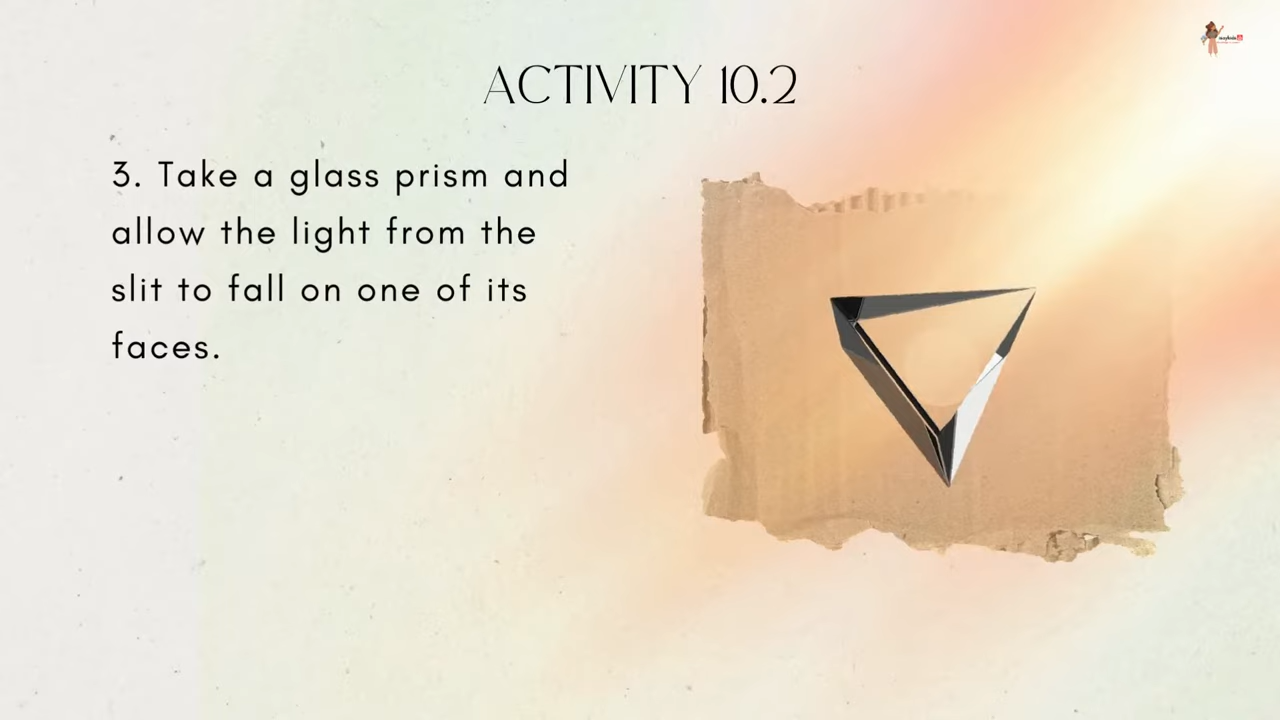 ACTIVITY 10.2
3. Take a glass prism and
allow the light from the
slit to fall on one of its
faces.